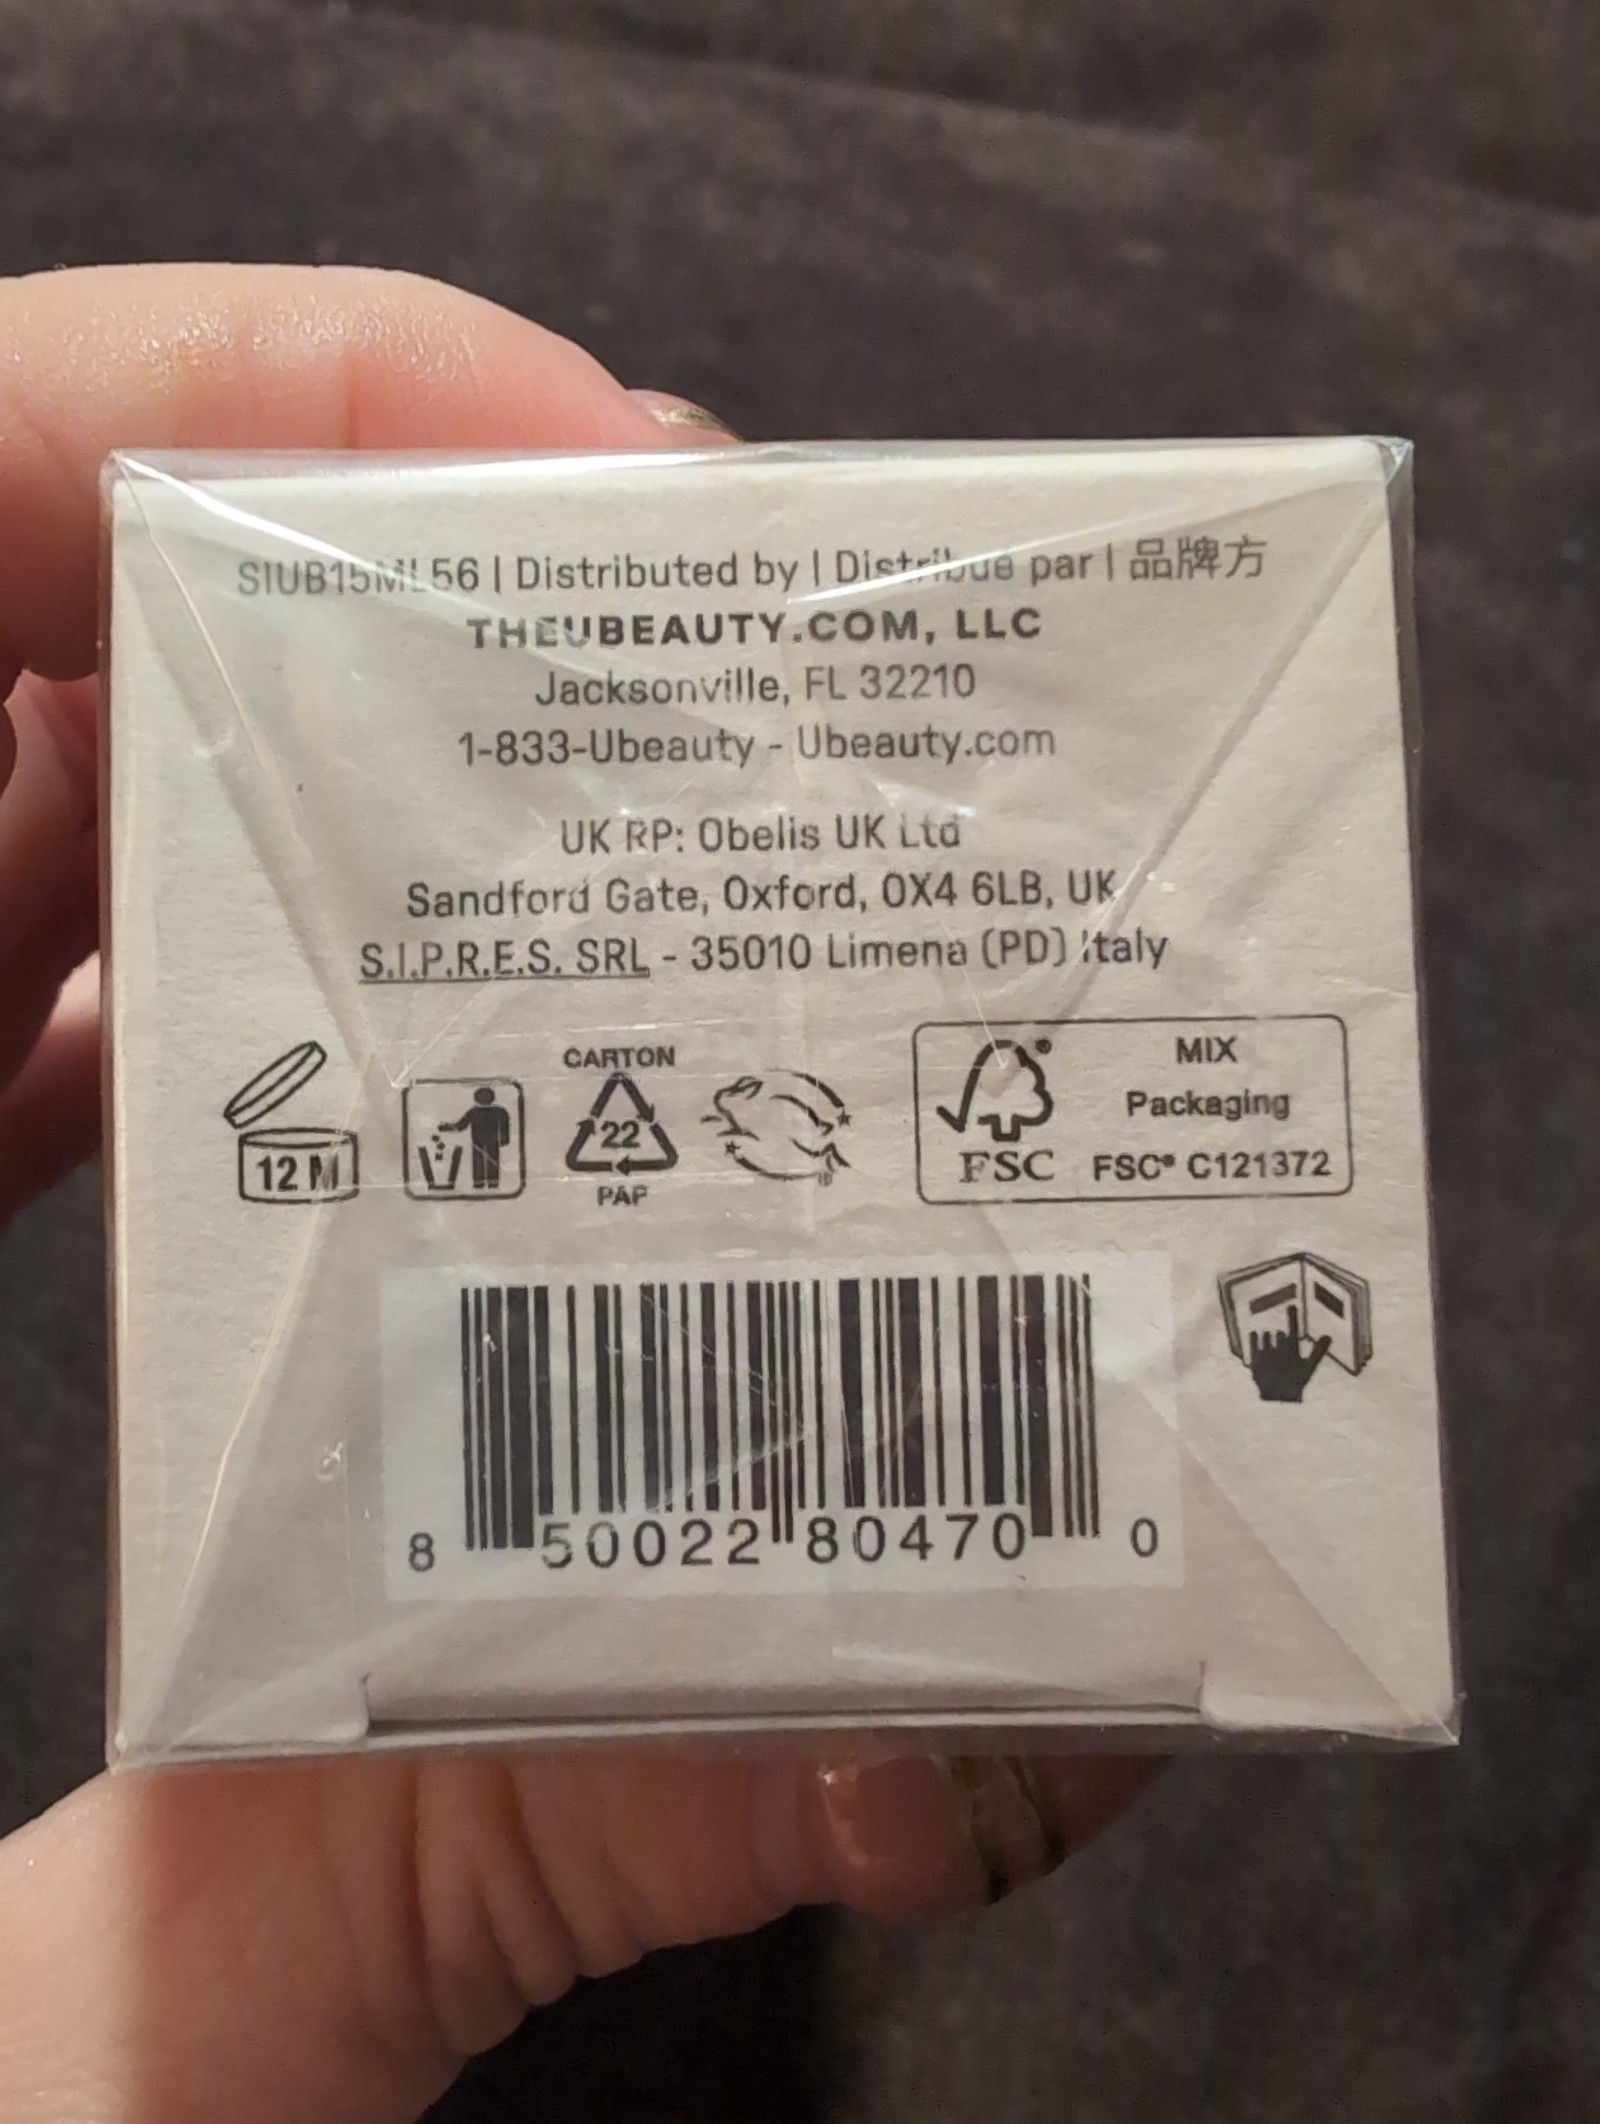 SIUB15ML56 | Distributed by | Distribue par | 品牌方
THEUBEAUTY.COM, LLC
Jacksonville, FL 32210
1-833-Ubeauty - Ubeauty.com
UK RP: Obelis UK Ltd
Sandford Gate, Oxford, OX4 6LB, UK
S.I.P.R.E.S. SRL - 35010 Limena (PD) Italy
12 M
CARTON
22
PAP
FSC
MIX
Packaging
FSC® C121372
8 50022 80470 0